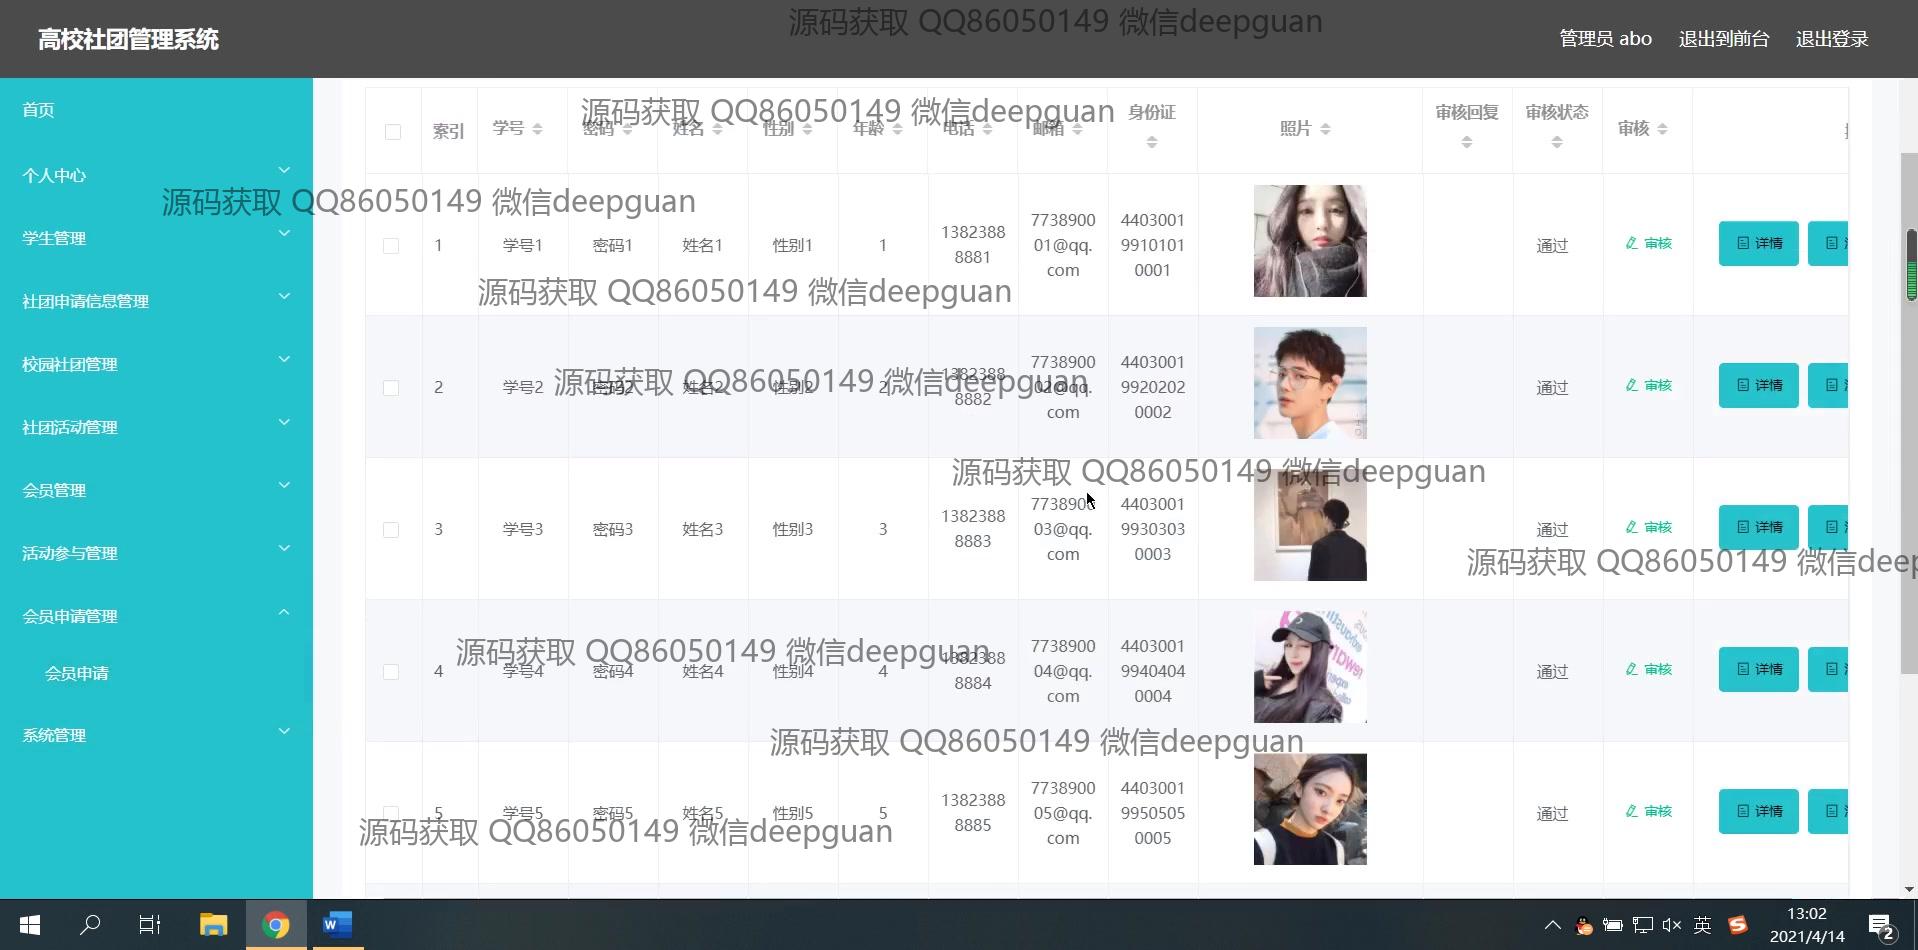 源码获取 QQ86050149 微信deepguan
高校社团管理系统
管理员 abo 退出到前台 退出登录
首页
个人中心
学生管理
社团申请信息管理
校园社团管理
社团活动管理
会员管理
活动参与管理
会员申请管理
会员申请
系统管理
源码获取 QQ86050149 微信deepguan
索引 学号 密码 姓名 性别 年龄 电话 邮箱 身份证 照片 审核回复 审核状态 审核
源码获取 QQ86050149 微信deepguan
1 学号1 密码1 姓名1 性别1 1 13823888881 773890001@qq.com 440300199101010001 通过 审核 详情
源码获取 QQ86050149 微信deepguan
2 学号2 密码2 姓名2 性别2 2 13823888882 773890002@qq.com 440300199202020002 通过 审核 详情
源码获取 QQ86050149 微信deepguan
源码获取 QQ86050149 微信deepguan
3 学号3 密码3 姓名3 性别3 3 13823888883 773890003@qq.com 440300199303030003 通过 审核 详情
源码获取 QQ86050149 微信deep
4 学号4 密码4 姓名4 性别4 4 13823888884 773890004@qq.com 440300199404040004 通过 审核 详情
源码获取 QQ86050149 微信deepguan
源码获取 QQ86050149 微信deepguan
5 学号5 密码5 姓名5 性别5 5 13823888885 773890005@qq.com 440300199505050005 通过 审核 详情
源码获取 QQ86050149 微信deepguan
英
13:02
2021/4/14
2